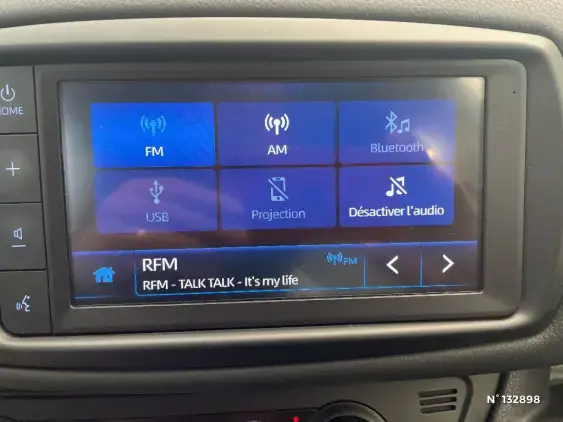 HOME
FM
AM
Bluetooth
USB
Projection
Désactiver l'audio
RFM
FM
RFM - TALK TALK - It's my life
N°132898